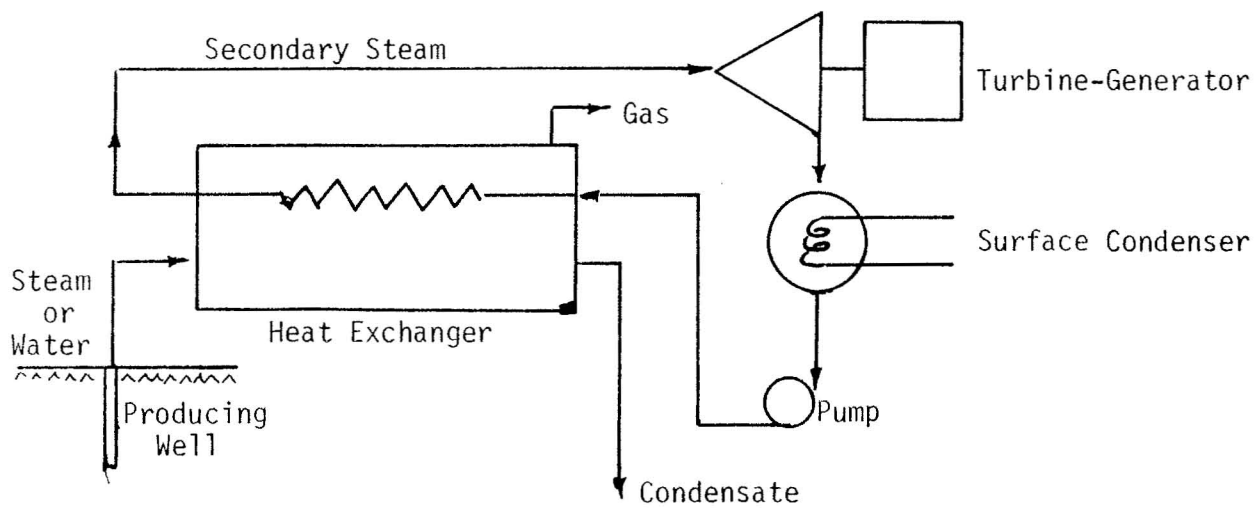 Secondary Steam
Turbine-Generator
Gas
Surface Condenser
Steam
or
Water
Heat Exchanger
Producing
Well
Pump
Condensate